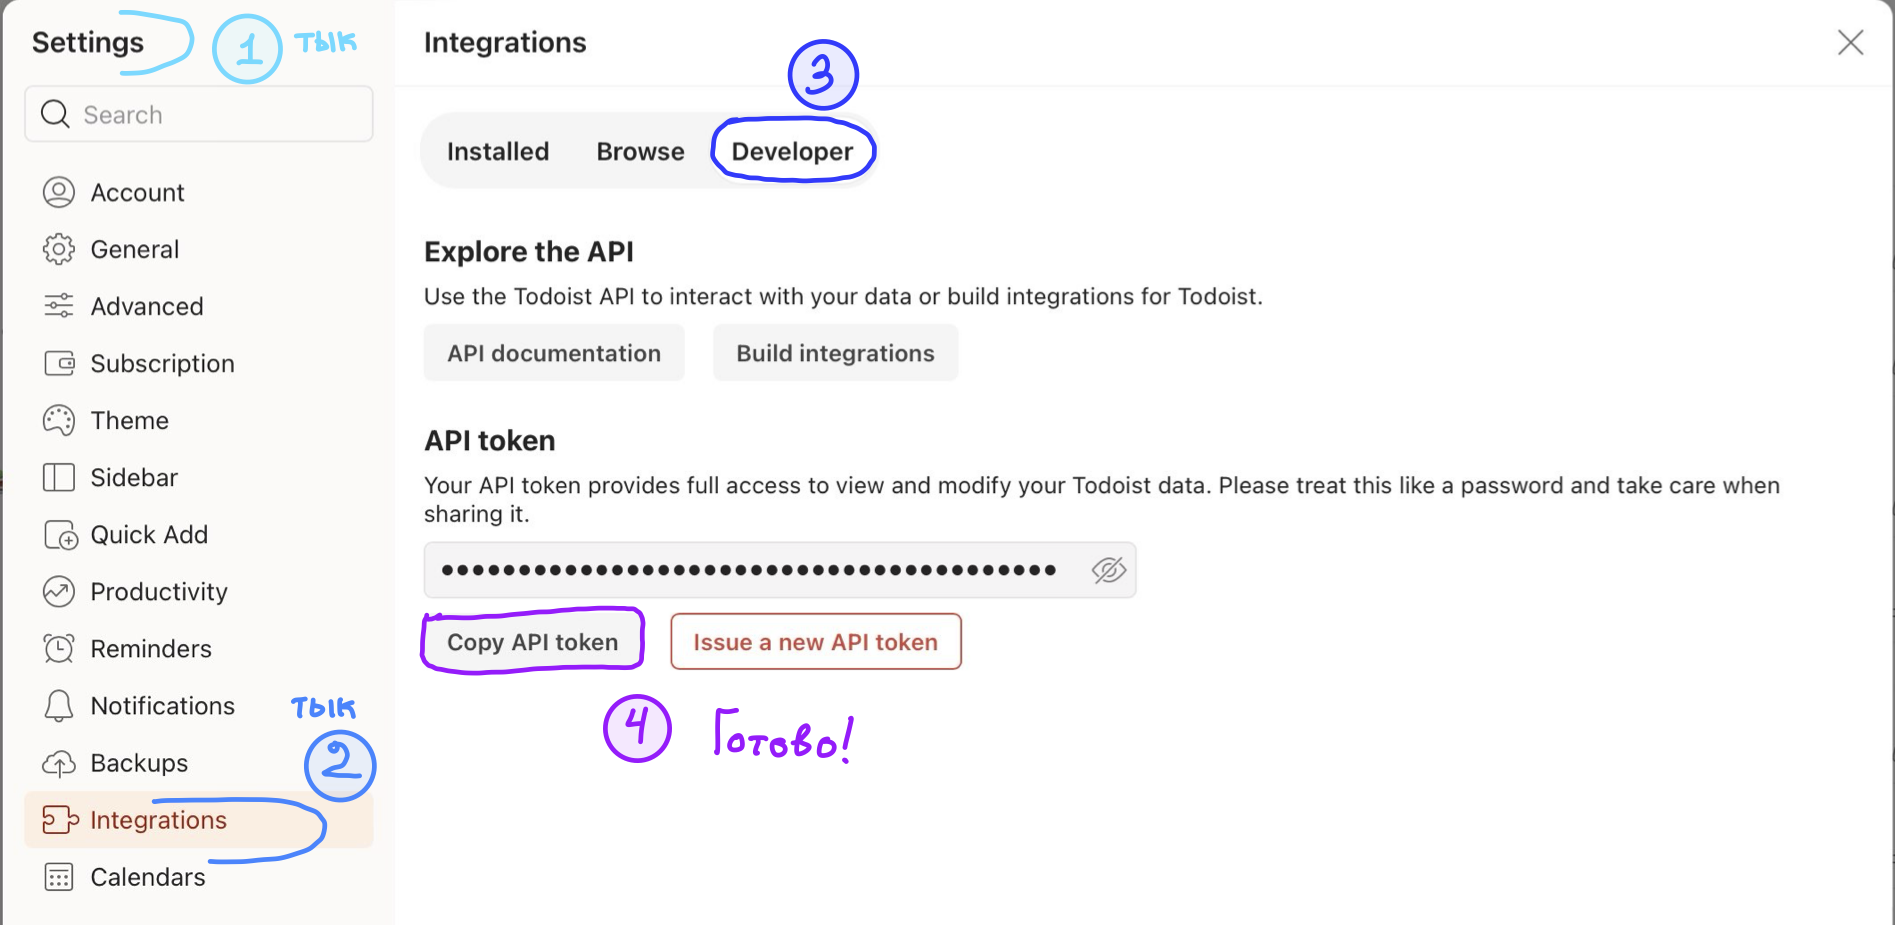 Settings
1 тык
Search
Account
General
Advanced
Subscription
Theme
Sidebar
Quick Add
Productivity
Reminders
Notifications
тык
Backups
2
Integrations
Calendars
Integrations
3
Installed Browse Developer
Explore the API
Use the Todoist API to interact with your data or build integrations for Todoist.
API documentation Build integrations
API token
Your API token provides full access to view and modify your Todoist data. Please treat this like a password and take care when
sharing it.
Copy API token Issue a new API token
4 Готово!